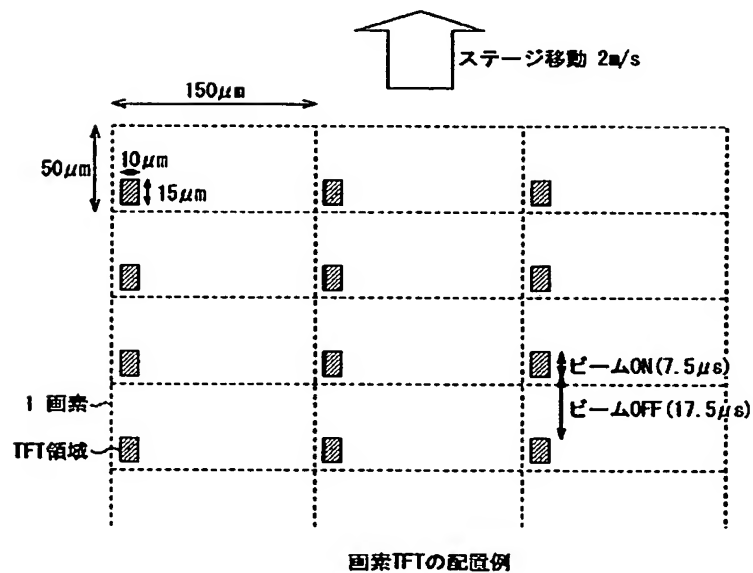 ステージ移動 2m/s
150μm
50μm
10μm
15μm
ビームON(7.5μs)
ビームOFF(17.5μs)
1 画素
TFT領域
画素TFTの配置例